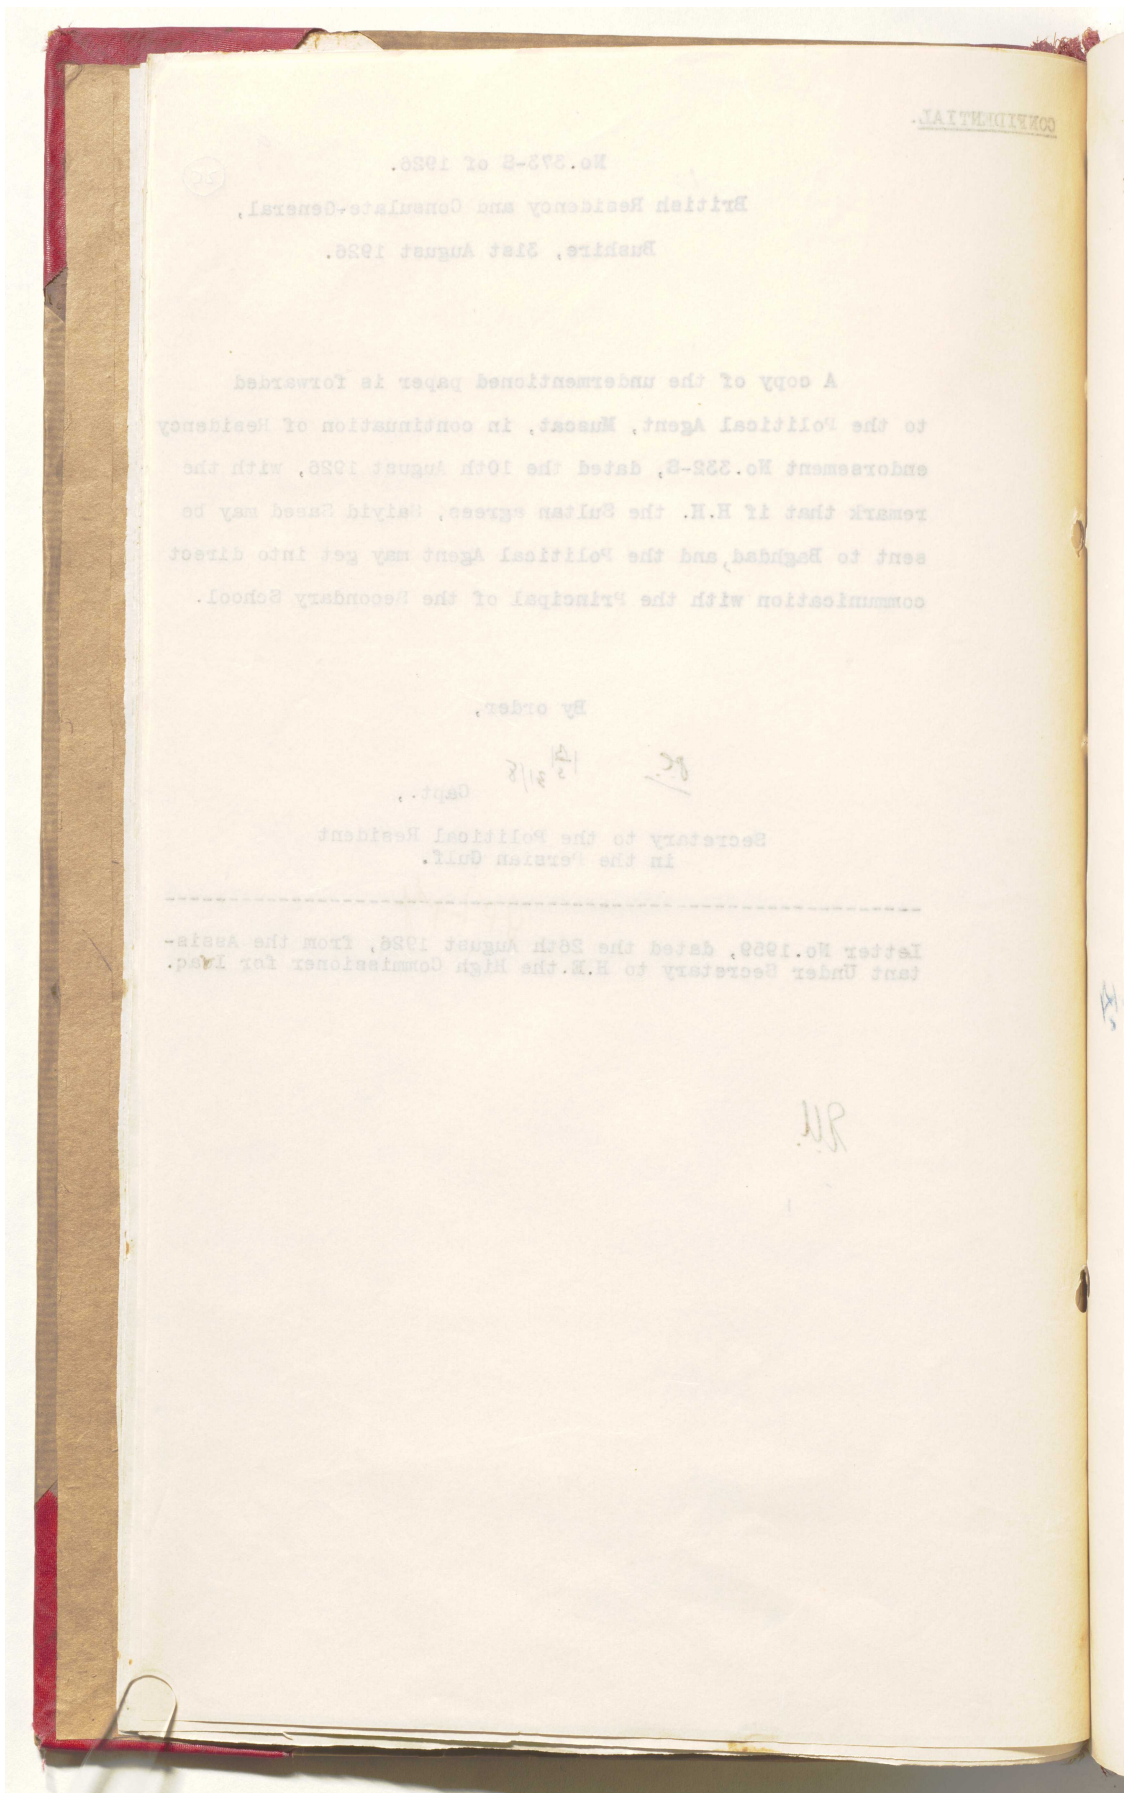 CONFIDENTIAL.
No.373-S of 1926.
British Residency and Consulate-General,
Bushire, 31st August 1926.
A copy of the undermentioned paper is forwarded
to the Political Agent, Muscat, in continuation of Residency
endorsement No.332-S, dated the 10th August 1926, with the
remark that if H.H. the Sultan agrees, Saiyid Saeed may be
sent to Baghdad, and the Political Agent may get into direct
communication with the Principal of the Secondary School.
By order,
31/8
Capt.,
Secretary to the Political Resident
in the Persian Gulf.
Letter No.1959, dated the 26th August 1926, from the Assis-
tant Under Secretary to H.E.the High Commissioner for Iraq.